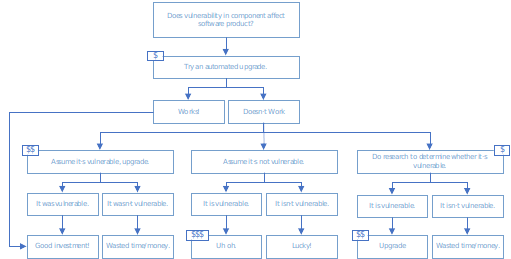 Does vulnerability in component affect
software product?
$
Try an automated upgrade.
Works!
Doesn't Work
$$
Assume it's vulnerable, upgrade.
Assume it's not vulnerable.
$
Do research to determine whether it's
vulnerable.
It was vulnerable.
It wasn't vulnerable.
It is vulnerable.
It isn't vulnerable.
It is vulnerable.
It isn't vulnerable.
Good investment!
Wasted time/money.
$$$
Uh oh.
Lucky!
$$
Upgrade
Wasted time/money.